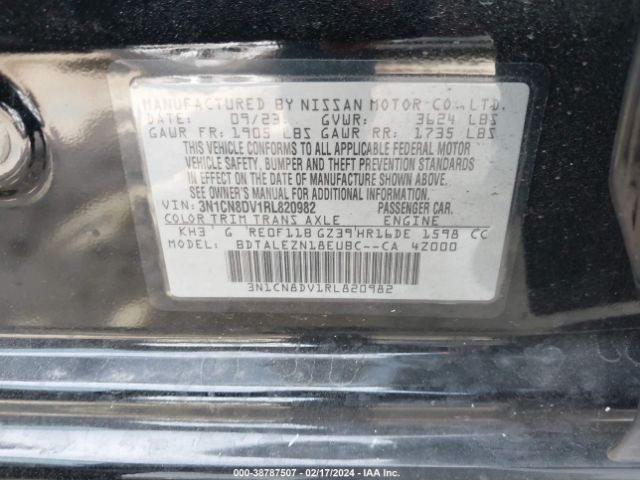 MANUFACTURED BY NISSAN MOTOR CO., LTD.
DATE: 09/23 GVWR: 3624 LBS
GAWR FR: 1905 LBS GAWR RR: 1735 LBS
THIS VEHICLE CONFORMS TO ALL APPLICABLE FEDERAL MOTOR
VEHICLE SAFETY, BUMPER AND THEFT PREVENTION STANDARDS
IN EFFECT ON THE DATE OF MANUFACTURE SHOWN ABOVE.
SEE OWNER'S MANUAL FOR ADDITIONAL INFORMATION.
VIN: 3N1CN8DV1RL820982 PASSENGER CAR.
COLOR TRIM TRANS AXLE ENGINE
KH3 G RE0F11B GZ39 HR16DE 1598 CC
MODEL: BDTALEZN18EUBC--CA 4Z000
3N1CN8DV1RL820982
000-38787507 - 02/17/2024 - IAA Inc.